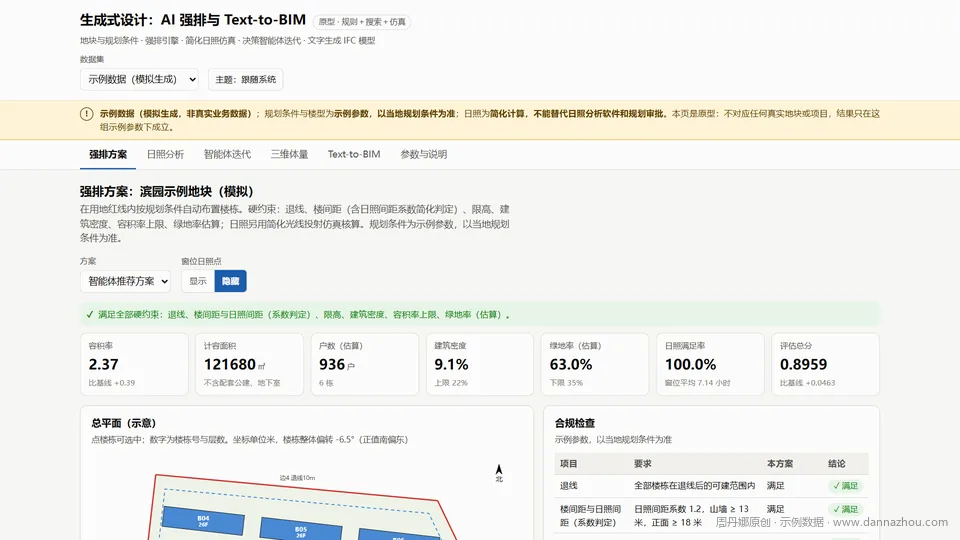 生成式设计：AI 强排与 Text-to-BIM 原型 · 规则 + 搜索 + 仿真
地块与规划条件 · 强排引擎 · 简化日照仿真 · 决策智能体迭代 · 文字生成 IFC 模型
数据集
示例数据（模拟生成） 主题：跟随系统
示例数据（模拟生成，非真实业务数据）；规划条件与楼型为示例参数，以当地规划条件为准；日照为简化计算，不能替代日照分析软件和规划审批。本页是原型：不对应任何真实地块或项目，结果只在这
组示例参数下成立。
强排方案 日照分析 智能体迭代 三维体量 Text-to-BIM 参数与说明
强排方案：滨园示例地块（模拟）
在用地红线内按规划条件自动布置楼栋。硬约束：退线、楼间距（含日照间距系数简化判定）、限高、建
筑密度、容积率上限、绿地率估算；日照另用简化光线投射仿真核算。规划条件为示例参数，以当地规划
条件为准。
方案 窗位日照点
智能体推荐方案 显示 隐藏
✓ 满足全部硬约束：退线、楼间距与日照间距（系数判定）、限高、建筑密度、容积率上限、绿地率（估算）。
容积率 计容面积 户数（估算） 建筑密度 绿地率（估算） 日照满足率 评估总分
2.37 121680 ㎡ 936 户 9.1% 63.0% 100.0% 0.8959
比基线 +0.39 不含配套公建、地下室 6 栋 上限 22% 下限 35% 窗位平均 7.14 小时 比基线 +0.0463
总平面（示意）
点楼栋可选中；数字为楼栋号与层数。坐标单位米，楼栋整体偏转 -6.5°（正值南偏东）
边4 退线10m
北
B04
26F
B05
26F
合规检查
示例参数，以当地规划条件为准
项目 要求 本方案 结论
退线 全部楼栋在退线后的可建范围内 满足 ✓ 满足
楼间距与日照间 日照间距系数 1.2，山墙 ≥ 13 满足 ✓ 满足
距（系数判定） 米，正面 ≥ 18 米
周丹娜原创 · 示例数据 · www.dannazhou.com